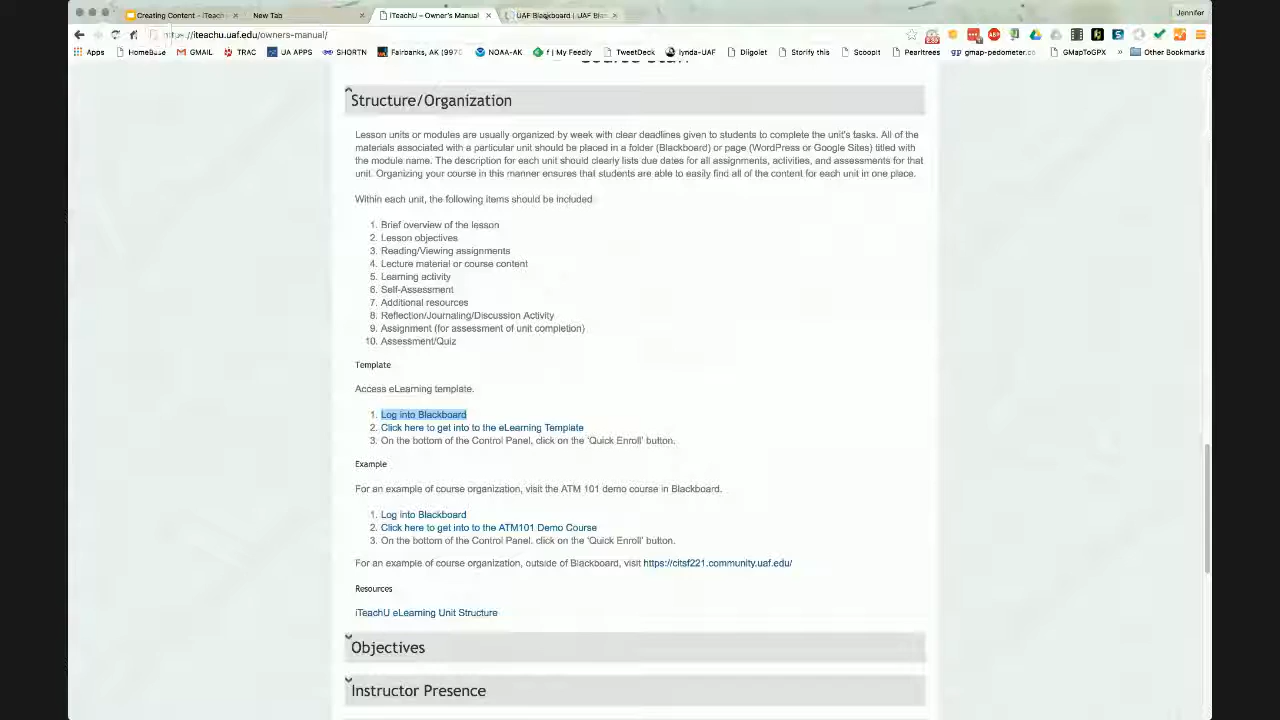 Creating Content - iTeach
New Tab
iTeachU – Owner's Manual
UAF Blackboard | UAF Blac
Jennifer
https://iteachu.uaf.edu/owners-manual/
Apps
HomeBase
GMAIL
TRAC
UA APPS
SHORTN
Fairbanks, AK (9970
NOAA-AK
f | My Feedly
TweetDeck
lynda-UAF
Diigolet
Storify this
Scoopit
Pearltrees
gmap-pedometer.co
GMapToGPX
»
Other Bookmarks
Course Stuff
Structure/Organization
Lesson units or modules are usually organized by week with clear deadlines given to students to complete the unit's tasks. All of the
materials associated with a particular unit should be placed in a folder (Blackboard) or page (WordPress or Google Sites) titled with
the module name. The description for each unit should clearly lists due dates for all assignments, activities, and assessments for that
unit. Organizing your course in this manner ensures that students are able to easily find all of the content for each unit in one place.
Within each unit, the following items should be included
1. Brief overview of the lesson
2. Lesson objectives
3. Reading/Viewing assignments
4. Lecture material or course content
5. Learning activity
6. Self-Assessment
7. Additional resources
8. Reflection/Journaling/Discussion Activity
9. Assignment (for assessment of unit completion)
10. Assessment/Quiz
Template
Access eLearning template.
1. Log into Blackboard
2. Click here to get into to the eLearning Template
3. On the bottom of the Control Panel, click on the 'Quick Enroll' button.
Example
For an example of course organization, visit the ATM 101 demo course in Blackboard.
1. Log into Blackboard
2. Click here to get into to the ATM101 Demo Course
3. On the bottom of the Control Panel, click on the 'Quick Enroll' button.
For an example of course organization, outside of Blackboard, visit https://citsf221.community.uaf.edu/
Resources
iTeachU eLearning Unit Structure
Objectives
Instructor Presence